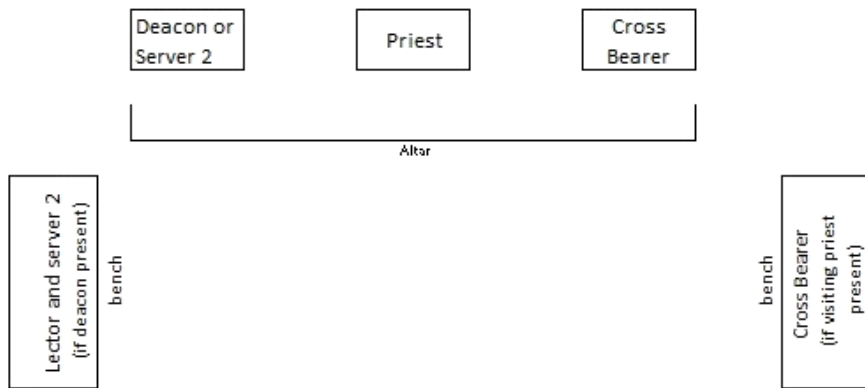 Deacon or
Server 2
Priest
Cross
Bearer
Altar
Lector and server 2
(if deacon present)
bench
bench
Cross Bearer
(if visiting priest
present)